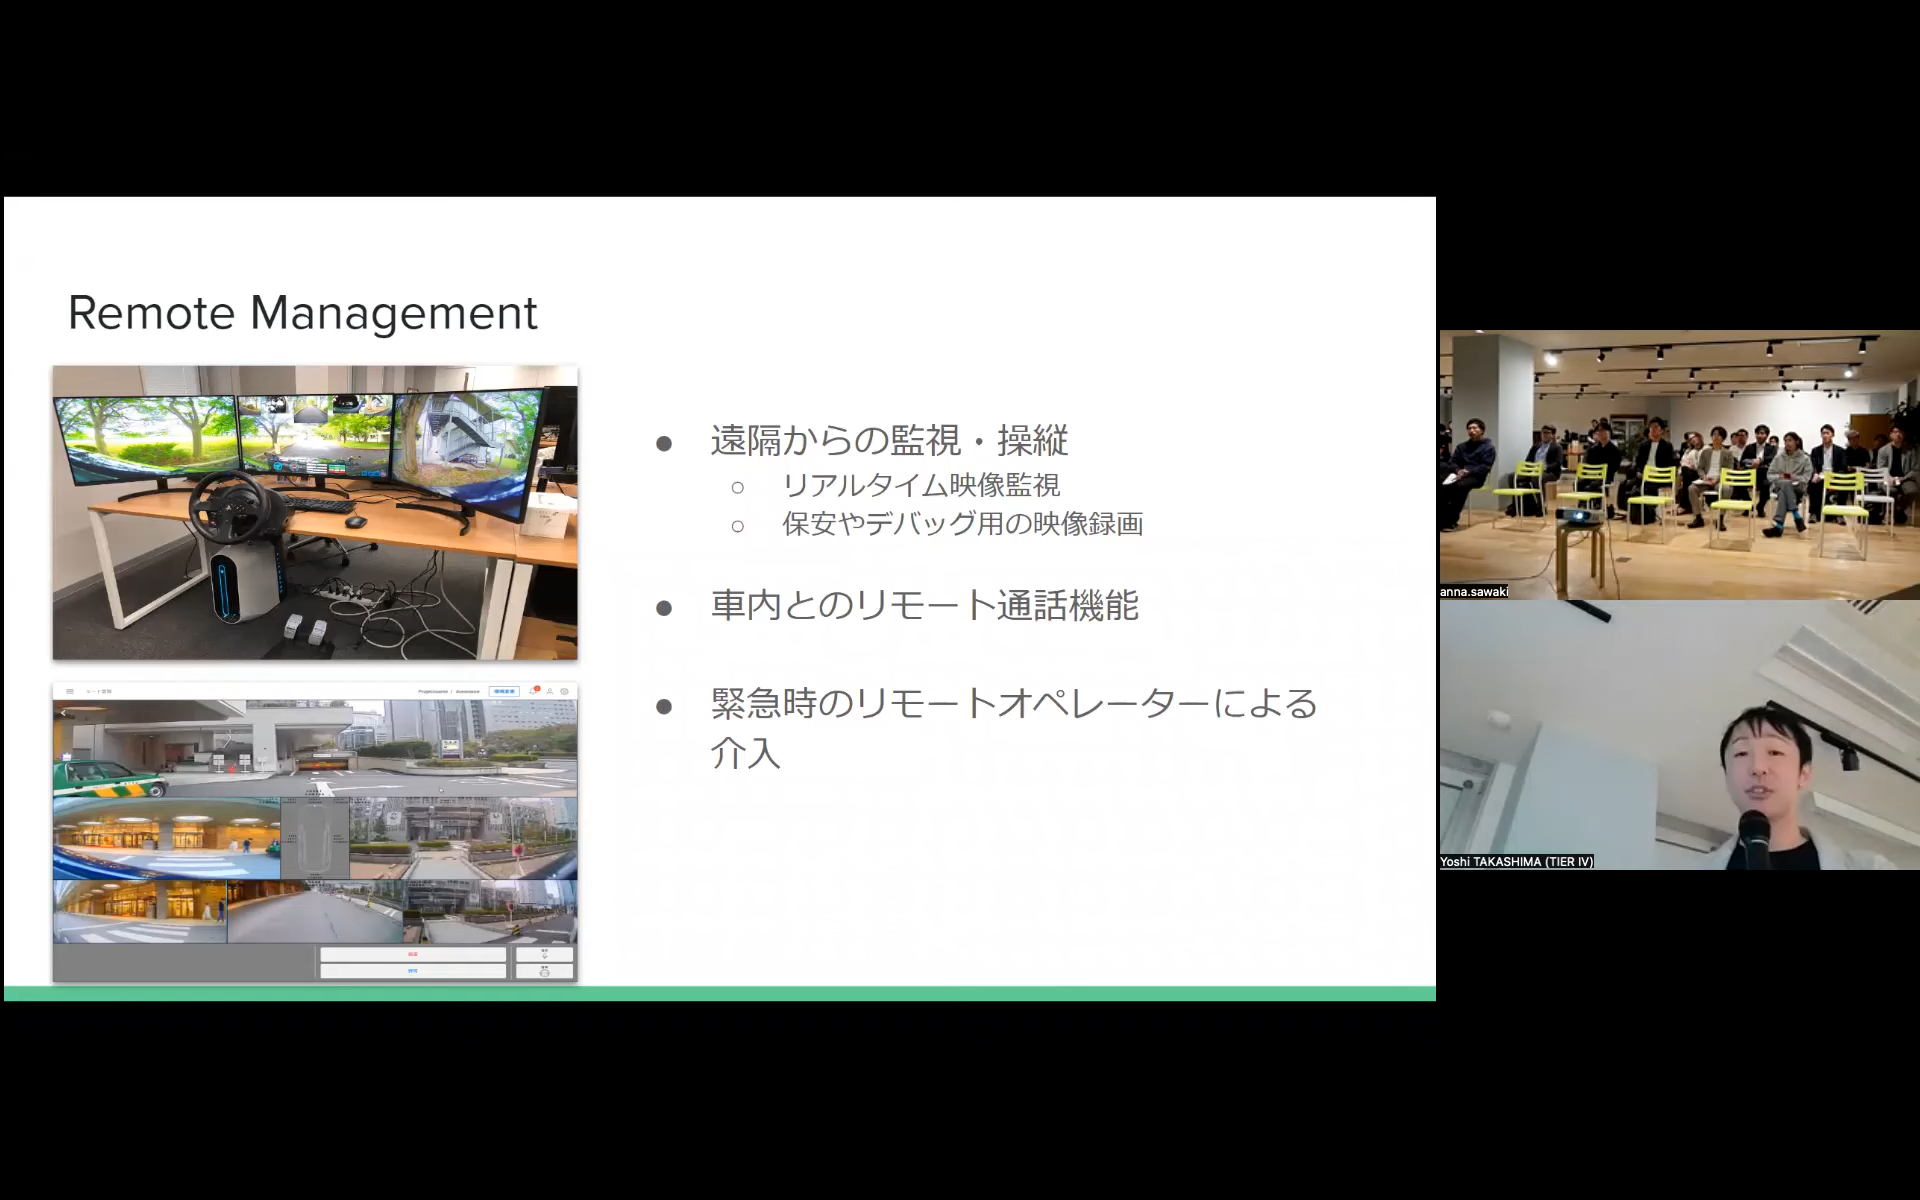 Remote Management
遠隔からの監視・操縦
リアルタイム映像監視
保安やデバッグ用の映像録画
車内とのリモート通話機能
緊急時のリモートオペレーターによる
介入
anna.sawaki
Yoshi TAKASHIMA (TIER IV)